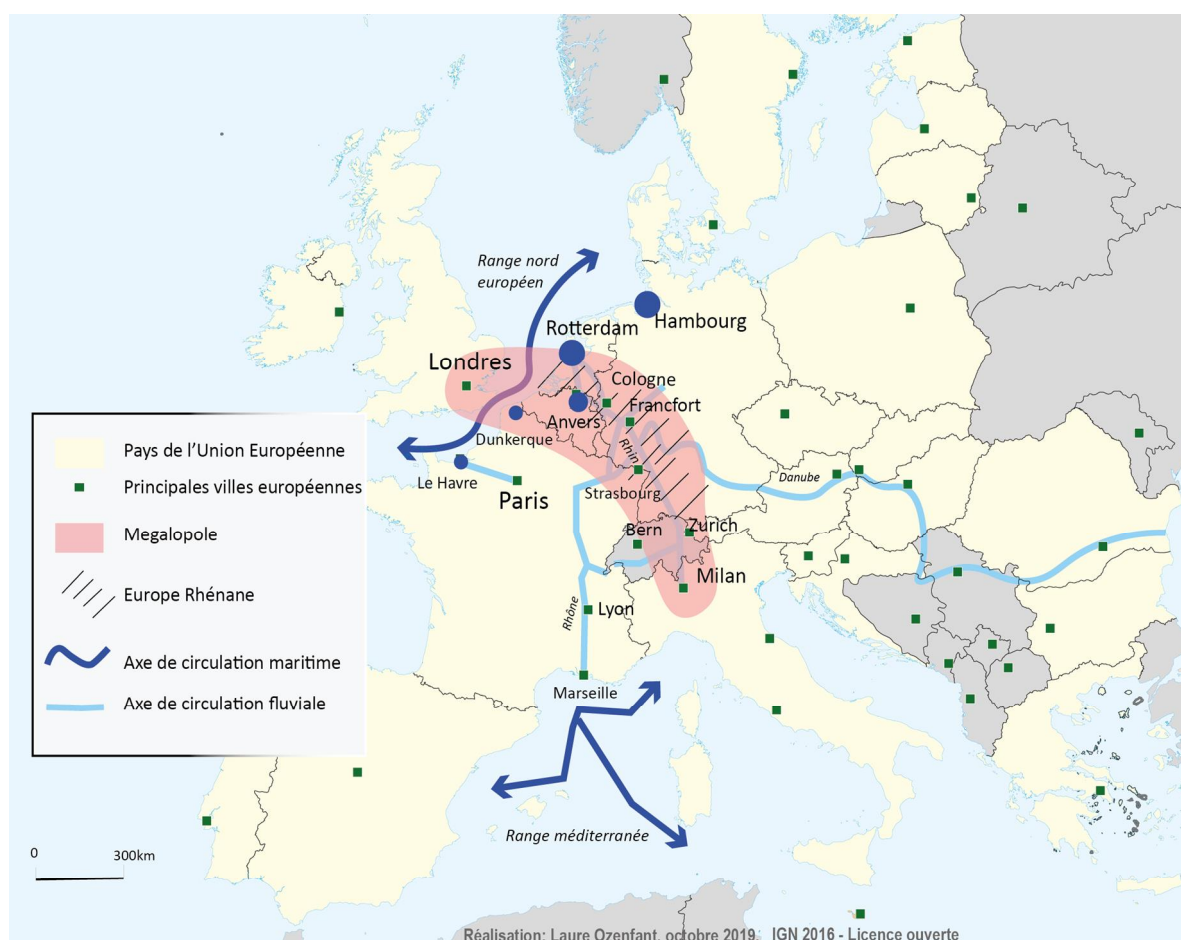 Range nord
européen
Hambourg
Rotterdam
Londres
Cologne
Francfort
Anvers
Dunkerque
Rhin
Le Havre
Paris
Strasbourg
Danube
Bern
Zurich
Milan
Rhône
Lyon
Marseille
Range méditerranée
Pays de l’Union Européenne
Principales villes européennes
Megalopole
Europe Rhénane
Axe de circulation maritime
Axe de circulation fluviale
0 300km
Réalisation: Laure Ozenfant, octobre 2019, IGN 2016 - Licence ouverte